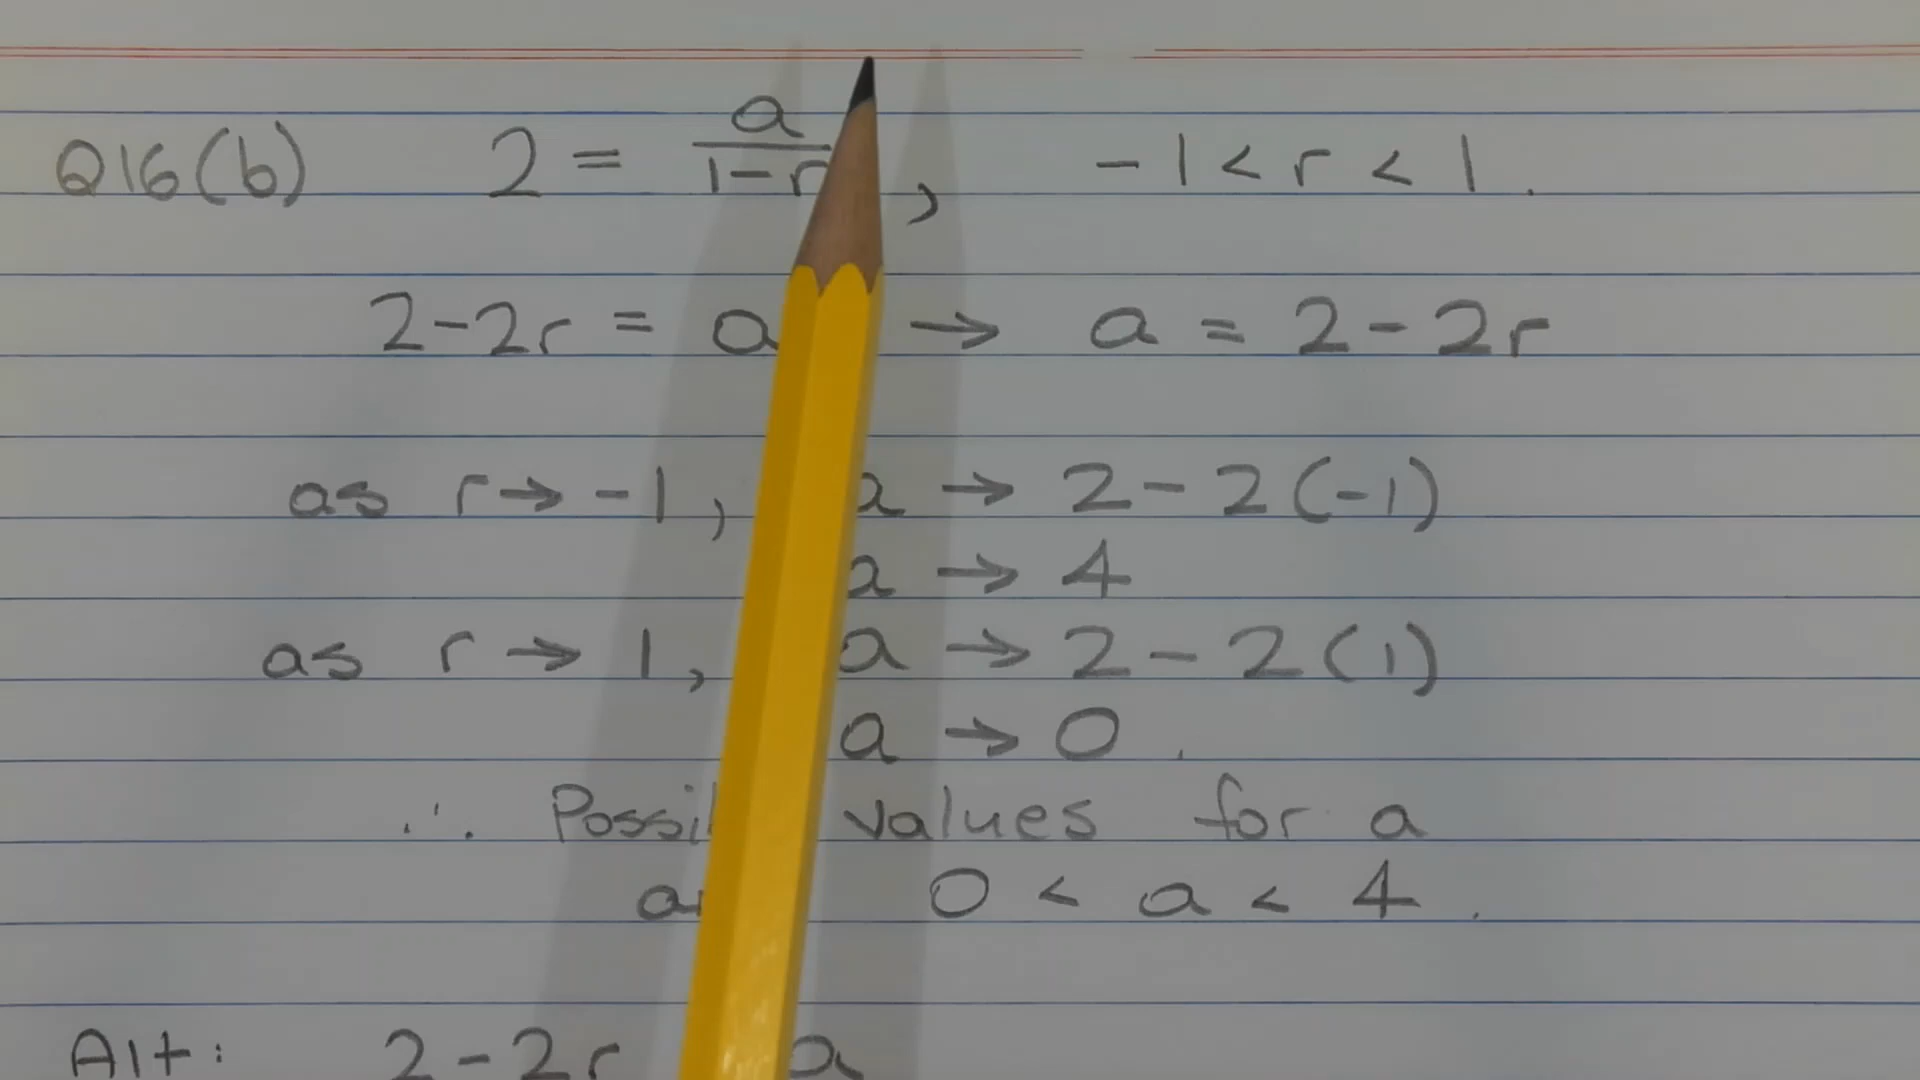 Q16(b) 2 = a/(1-r), -1 < r < 1.
2-2r = a → a = 2-2r
as r → -1, a → 2-2(-1)
a → 4
as r → 1, a → 2-2(1)
a → 0.
∴ values for a
0 < a < 4.
Alt: 2-2r a